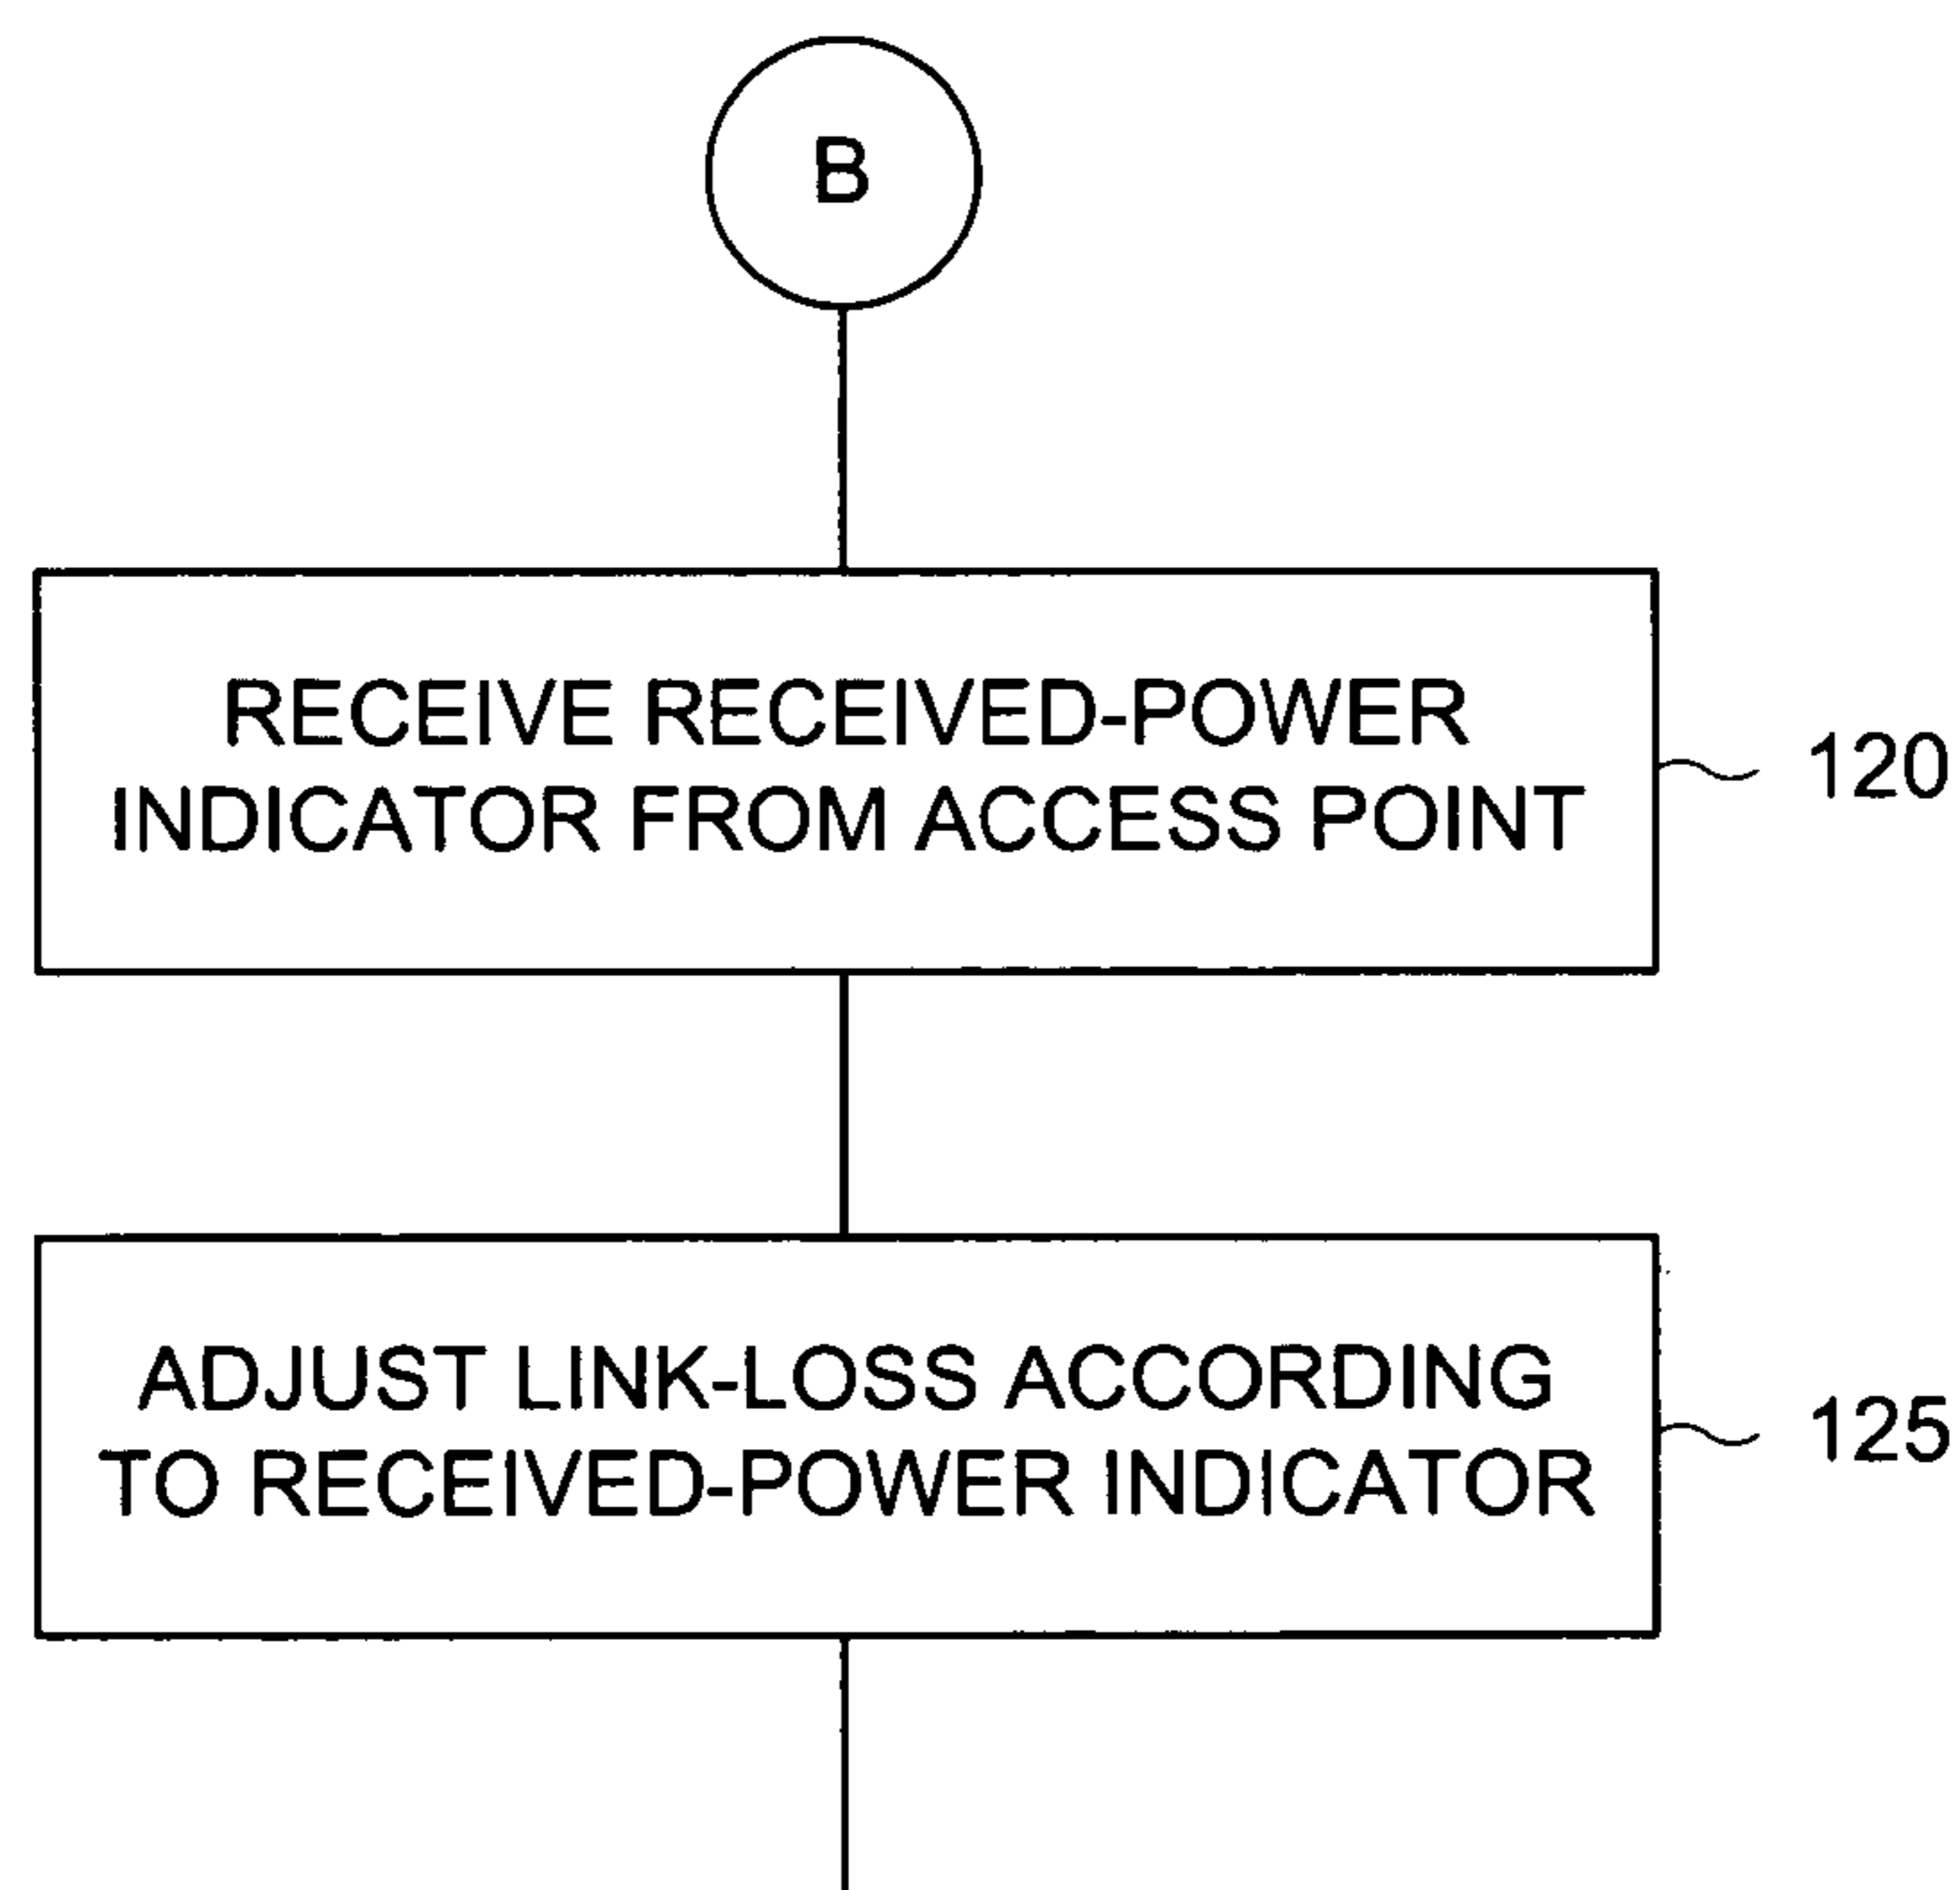 B
RECEIVE RECEIVED-POWER
INDICATOR FROM ACCESS POINT
120
ADJUST LINK-LOSS ACCORDING
TO RECEIVED-POWER INDICATOR
125